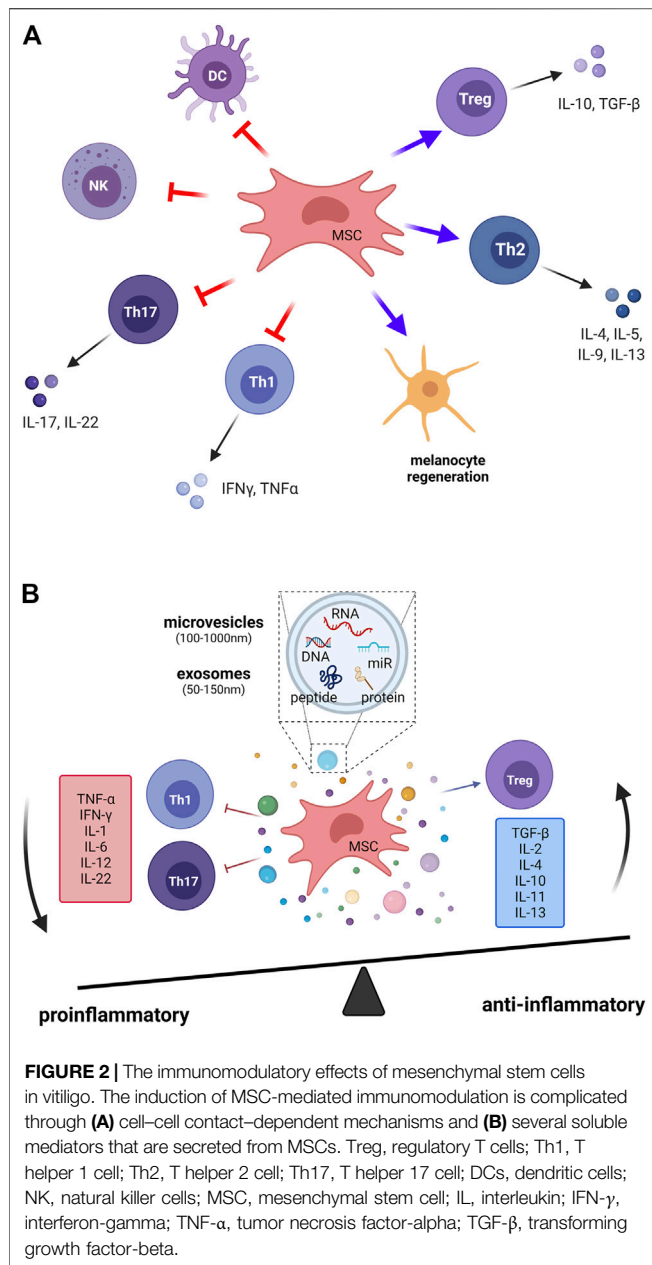 A
DC
Treg
IL-10, TGF-β
NK
MSC
Th2
Th17
IL-4, IL-5,
IL-9, IL-13
Th1
IL-17, IL-22
melanocyte
regeneration
IFNγ, TNFα
B
microvesicles
(100-1000nm)
exosomes
(50-150nm)
RNA
DNA
miR
peptide
protein
TNF-α
IFN-γ
IL-1
IL-6
IL-12
IL-22
Th1
Th17
MSC
Treg
TGF-β
IL-2
IL-4
IL-10
IL-11
IL-13
proinflammatory
anti-inflammatory
FIGURE 2 | The immunomodulatory effects of mesenchymal stem cells
in vitiligo. The induction of MSC-mediated immunomodulation is complicated
through (A) cell–cell contact–dependent mechanisms and (B) several soluble
mediators that are secreted from MSCs. Treg, regulatory T cells; Th1, T
helper 1 cell; Th2, T helper 2 cell; Th17, T helper 17 cell; DCs, dendritic cells;
NK, natural killer cells; MSC, mesenchymal stem cell; IL, interleukin; IFN-γ,
interferon-gamma; TNF-α, tumor necrosis factor-alpha; TGF-β, transforming
growth factor-beta.